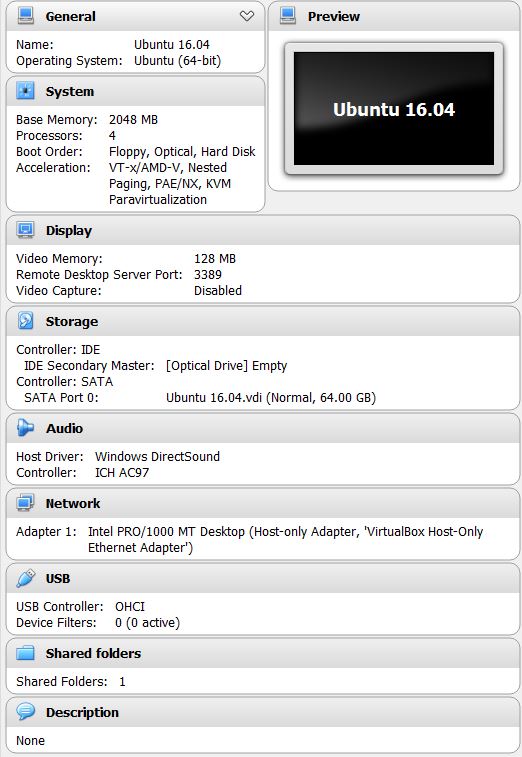 General
Name: Ubuntu 16.04
Operating System: Ubuntu (64-bit)
Preview
Ubuntu 16.04
System
Base Memory: 2048 MB
Processors: 4
Boot Order: Floppy, Optical, Hard Disk
Acceleration: VT-x/AMD-V, Nested
Paging, PAE/NX, KVM
Paravirtualization
Display
Video Memory: 128 MB
Remote Desktop Server Port: 3389
Video Capture: Disabled
Storage
Controller: IDE
IDE Secondary Master: [Optical Drive] Empty
Controller: SATA
SATA Port 0: Ubuntu 16.04.vdi (Normal, 64.00 GB)
Audio
Host Driver: Windows DirectSound
Controller: ICH AC97
Network
Adapter 1: Intel PRO/1000 MT Desktop (Host-only Adapter, 'VirtualBox Host-Only
Ethernet Adapter')
USB
USB Controller: OHCI
Device Filters: 0 (0 active)
Shared folders
Shared Folders: 1
Description
None